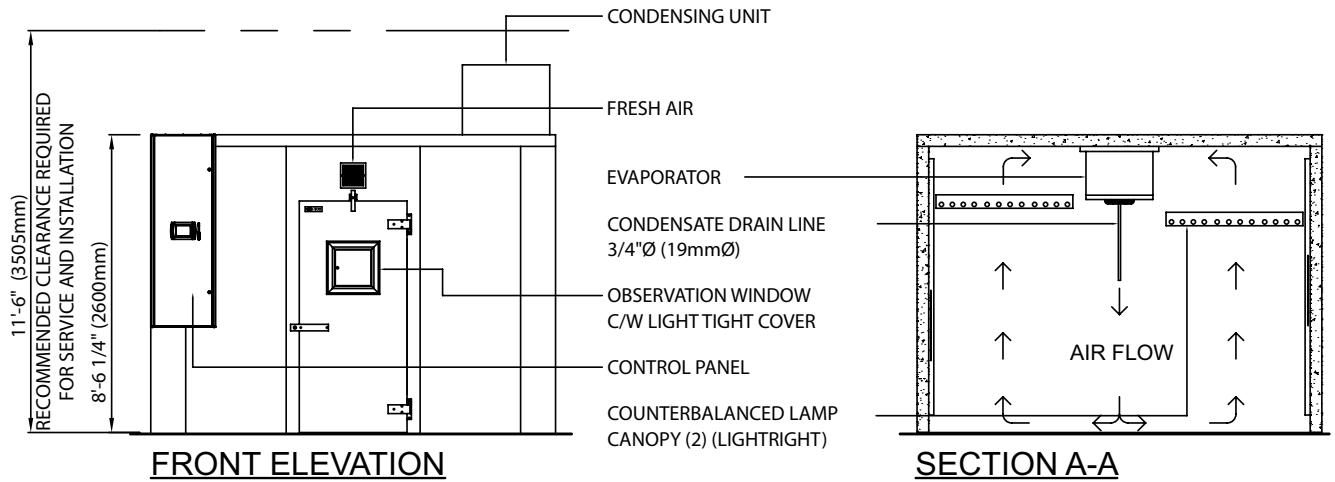 CONDENSING UNIT
FRESH AIR
EVAPORATOR
CONDENSATE DRAIN LINE
3/4"Ø (19mmØ)
OBSERVATION WINDOW
C/W LIGHT TIGHT COVER
CONTROL PANEL
COUNTERBALANCED LAMP
CANOPY (2) (LIGHTRIGHT)
11'-6" (3505mm)
RECOMMENDED CLEARANCE REQUIRED
FOR SERVICE AND INSTALLATION
8'-6 1/4" (2600mm)
AIR FLOW
FRONT ELEVATION
SECTION A-A